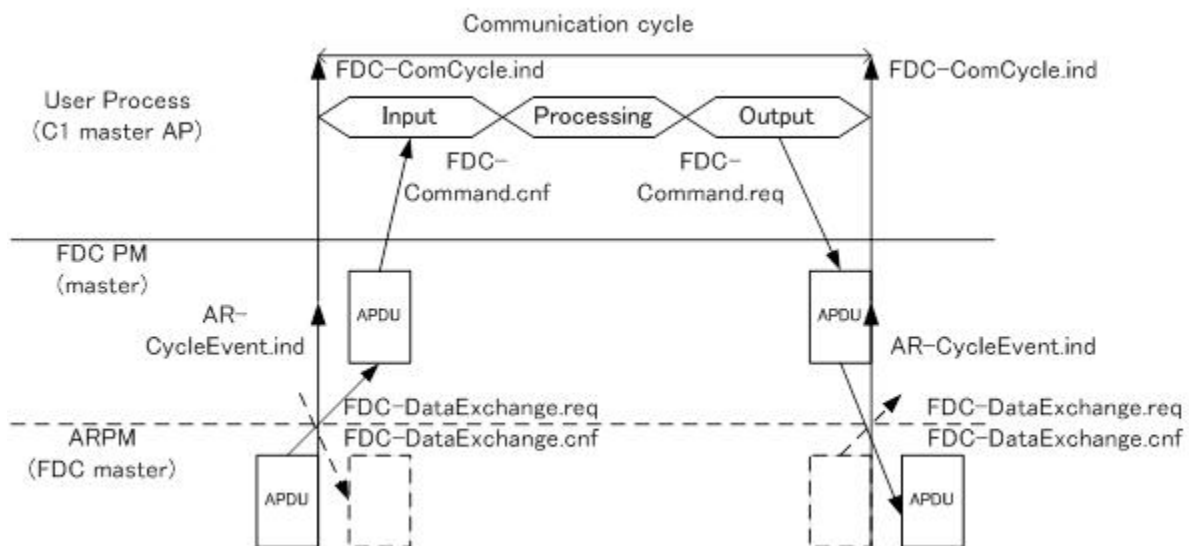 Communication cycle
FDC-ComCycle.ind
FDC-ComCycle.ind
User Process
(C1 master AP)
Input
Processing
Output
FDC-
Command.cnf
FDC-
Command.req
FDC PM
(master)
APDU
APDU
AR-
CycleEvent.ind
AR-CycleEvent.ind
FDC-DataExchange.req
FDC-DataExchange.req
ARPM
(FDC master)
FDC-DataExchange.cnf
FDC-DataExchange.cnf
APDU
APDU